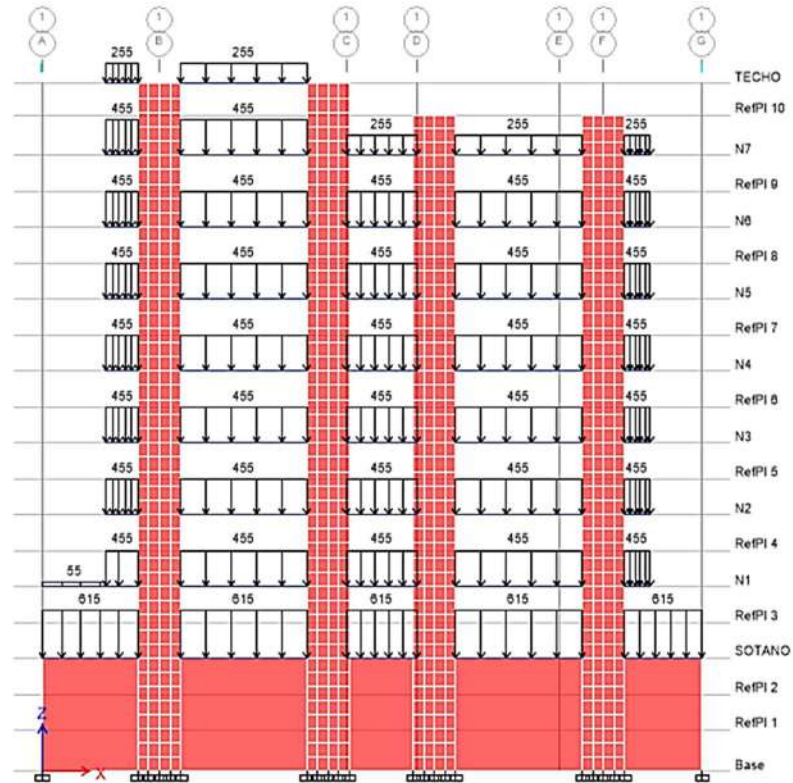 1 1 1 1 1 1 1
A B C D E F G
255 255
TECHO
455 455
RefPl 10
255 255 255
N7
455 455 455 455 455
RefPl 9
N6
455 455 455 455 455
RefPl 8
N5
455 455 455 455 455
RefPl 7
N4
455 455 455 455 455
RefPl 6
N3
455 455 455 455 455
RefPl 5
N2
455 455 455 455 455
RefPl 4
55
N1
615 615 615 615 615
RefPl 3
SOTANO
RefPl 2
Z
RefPl 1
X
Base